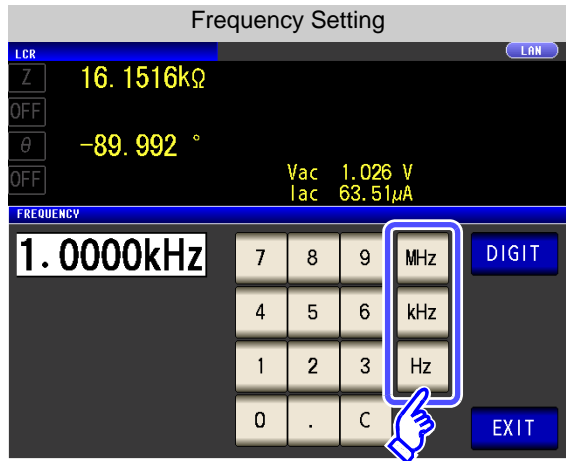 Frequency Setting
LCR LAN
Z 16.1516kΩ
OFF
θ -89.992 °
OFF
Vac 1.026 V
Iac 63.51μA
FREQUENCY
1.0000kHz
7 8 9 MHz DIGIT
4 5 6 kHz
1 2 3 Hz
0 . C EXIT